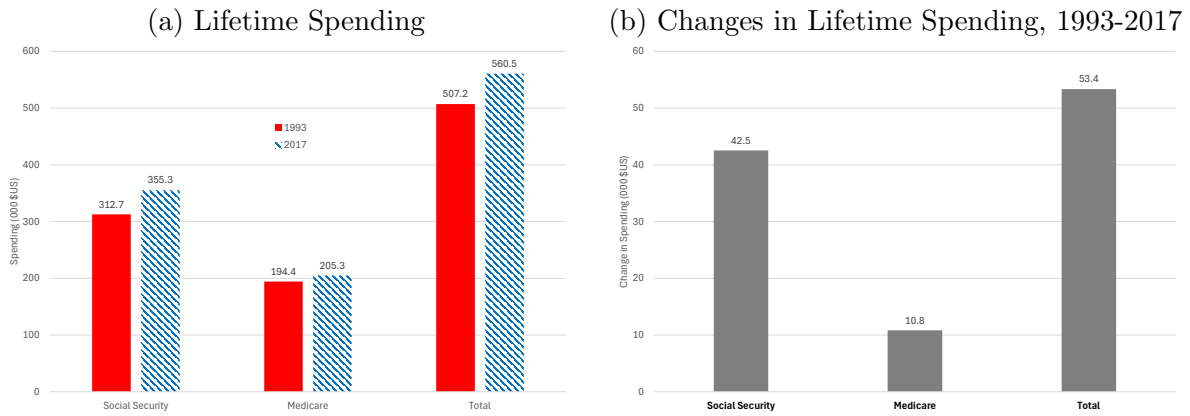 (a) Lifetime Spending
600
500
400
300
200
100
0
Spending (000 $US)
1993
2017
312.7
355.3
194.4
205.3
507.2
560.5
Social Security
Medicare
Total
(b) Changes in Lifetime Spending, 1993-2017
60
50
40
30
20
10
0
Change in Spending (000 $US)
42.5
10.8
53.4
Social Security
Medicare
Total